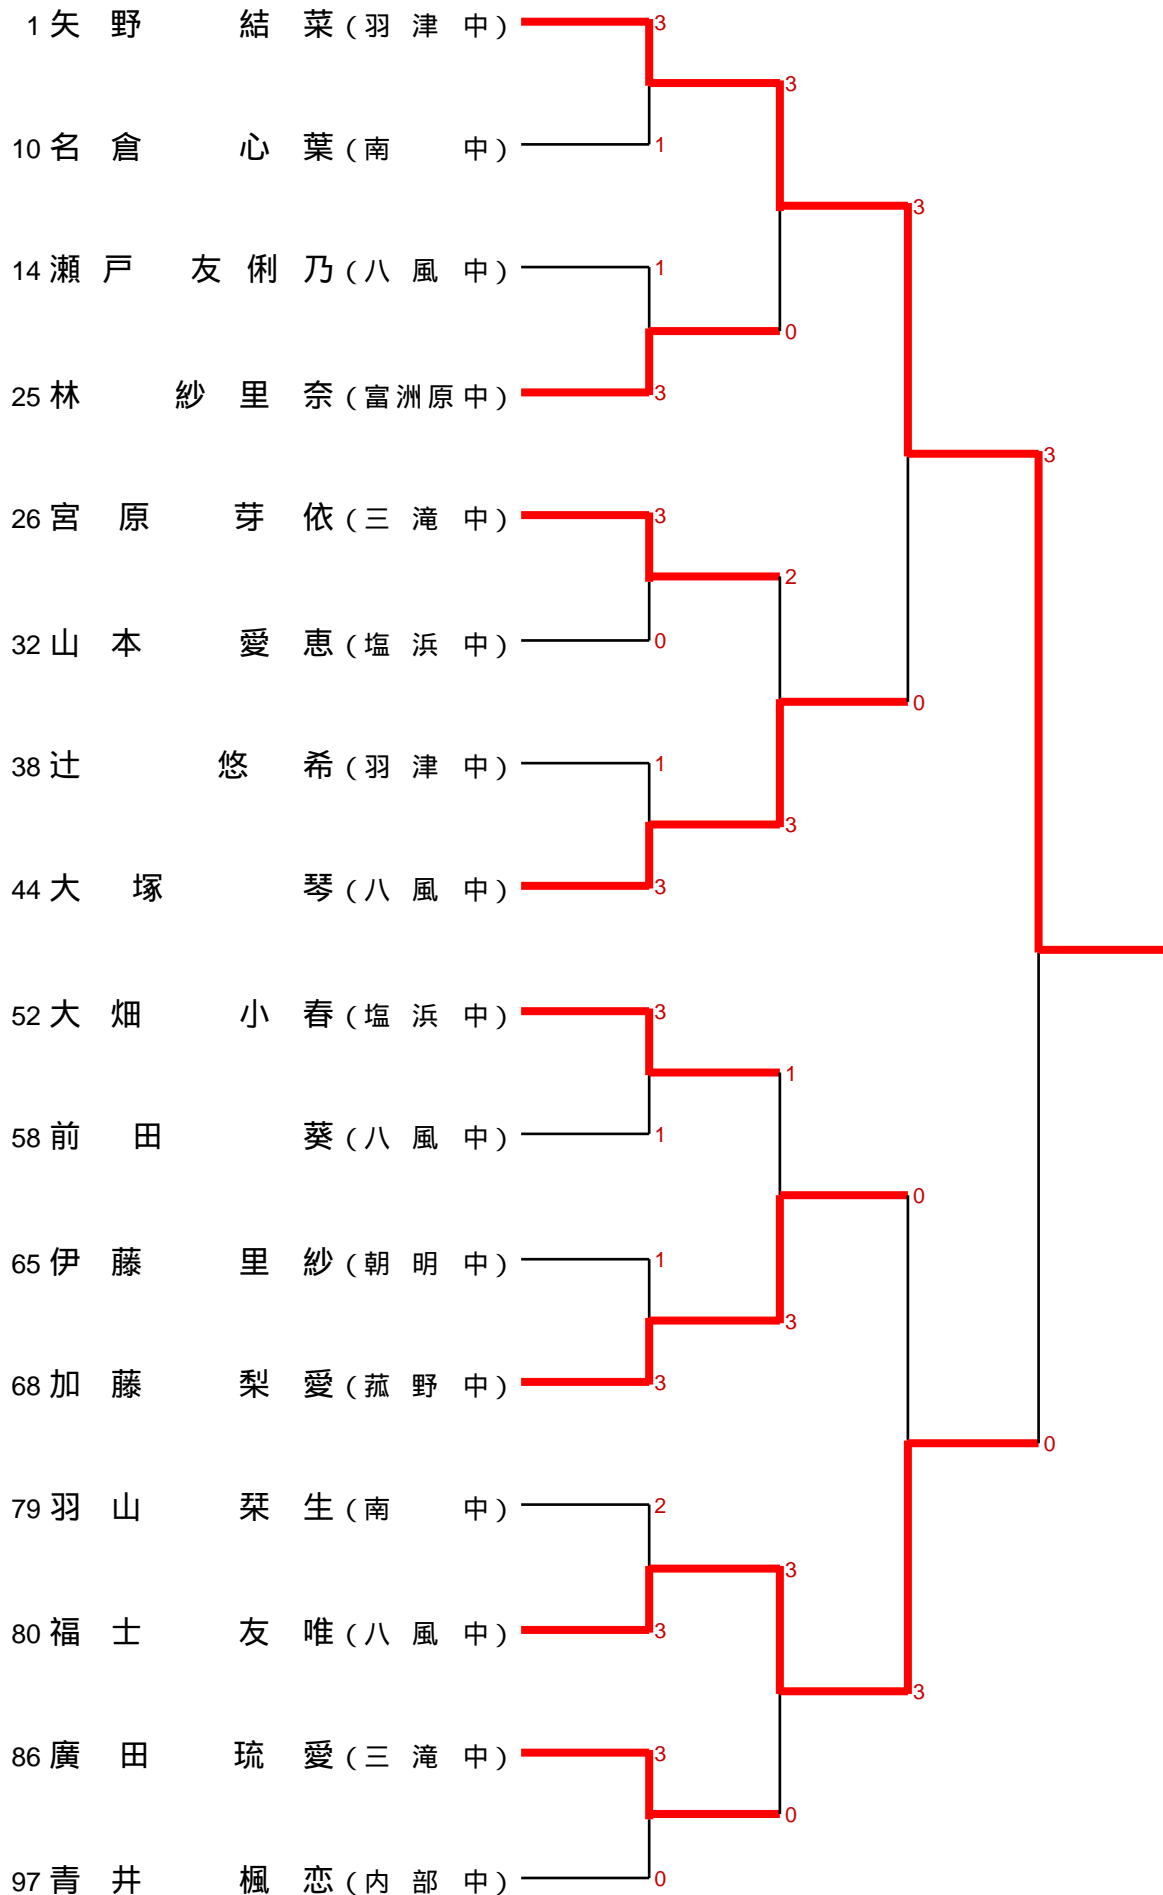 1 矢野 結菜 (羽津中) 3
3
10 名倉 心葉 (南中) 1
3
14 瀬戸 友俐乃 (八風中) 1
0
25 林 紗里奈 (富洲原中) 3
3
26 宮原 芽依 (三滝中) 3
2
32 山本 愛恵 (塩浜中) 0
0
38 辻 悠希 (羽津中) 1
3
44 大塚 琴 (八風中) 3
52 大畑 小春 (塩浜中) 3
1
58 前田 葵 (八風中) 1
0
65 伊藤 里紗 (朝明中) 1
3
68 加藤 梨愛 (菰野中) 3
0
79 羽山 栞生 (南中) 2
3
80 福士 友唯 (八風中) 3
3
86 廣田 琉愛 (三滝中) 3
0
97 青井 楓恋 (内部中) 0